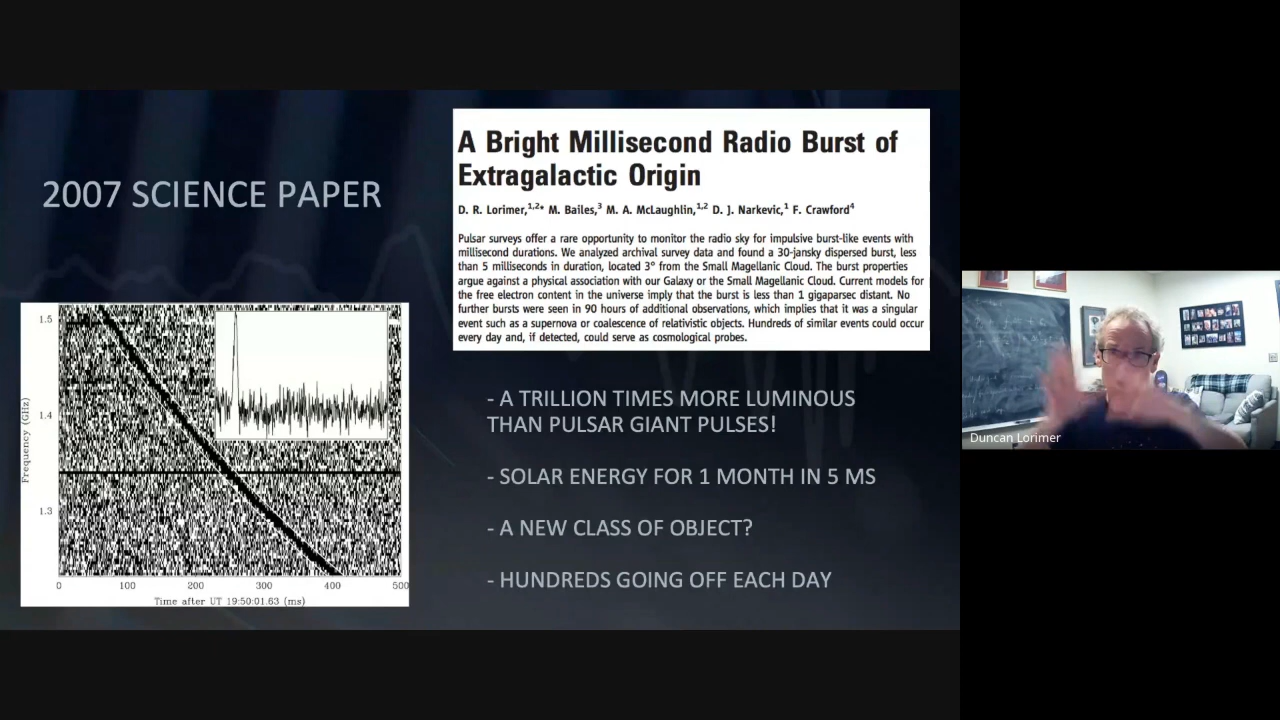 2007 SCIENCE PAPER
A Bright Millisecond Radio Burst of
Extragalactic Origin
D. R. Lorimer,1,2* M. Bailes,3 M. A. McLaughlin,1,2 D. J. Narkevic,1 F. Crawford4
Pulsar surveys offer a rare opportunity to monitor the radio sky for impulsive burst-like events with
millisecond durations. We analyzed archival survey data and found a 30-jansky dispersed burst, less
than 5 milliseconds in duration, located 3° from the Small Magellanic Cloud. The burst properties
argue against a physical association with our Galaxy or the Small Magellanic Cloud. Current models for
the free electron content in the universe imply that the burst is less than 1 gigaparsec distant. No
further bursts were seen in 90 hours of additional observations, which implies that it was a singular
event such as a supernova or coalescence of relativistic objects. Hundreds of similar events could occur
every day and, if detected, could serve as cosmological probes.
1.5
1.4
1.3
Frequency (GHz)
0 100 200 300 400 500
Time after UT 19:50:01.63 (ms)
- A TRILLION TIMES MORE LUMINOUS
THAN PULSAR GIANT PULSES!
- SOLAR ENERGY FOR 1 MONTH IN 5 MS
- A NEW CLASS OF OBJECT?
- HUNDREDS GOING OFF EACH DAY
Duncan Lorimer